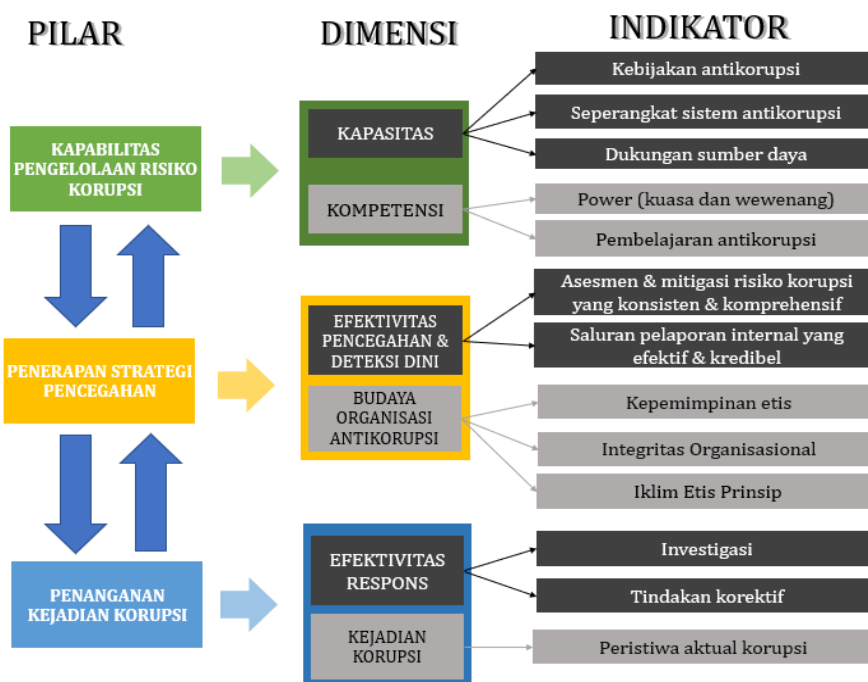 PILAR
DIMENSI
INDIKATOR
KAPABILITAS
PENGELOLAAN RISIKO
KORUPSI
KAPASITAS
Kebijakan antikorupsi
Seperangkat sistem antikorupsi
Dukungan sumber daya
KOMPETENSI
Power (kuasa dan wewenang)
Pembelajaran antikorupsi
PENERAPAN STRATEGI
PENCEGAHAN
EFEKTIVITAS
PENCEGAHAN &
DETEKSI DINI
Asesmen & mitigasi risiko korupsi
yang konsisten & komprehensif
Saluran pelaporan internal yang
efektif & kredibel
BUDAYA
ORGANISASI
ANTIKORUPSI
Kepemimpinan etis
Integritas Organisasional
Iklim Etis Prinsip
PENANGANAN
KEJADIAN KORUPSI
EFEKTIVITAS
RESPONS
Investigasi
Tindakan korektif
KEJADIAN
KORUPSI
Peristiwa aktual korupsi